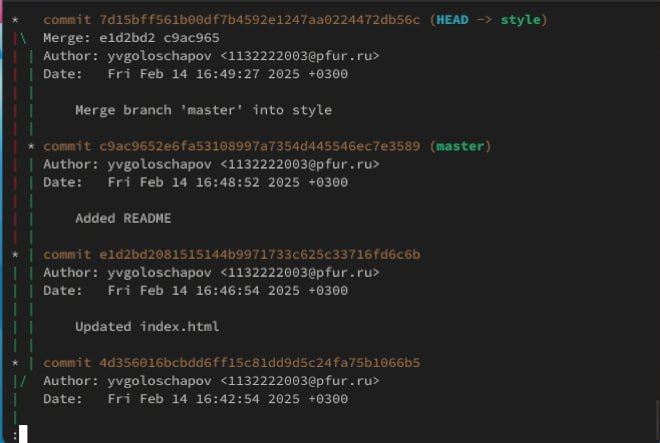 *   commit 7d15bff561b00df7b4592e1247aa0224472db56c (HEAD -> style)
|\  Merge: e1d2bd2 c9ac965
| | Author: yvgoloschapov <1132222003@pfur.ru>
| | Date:   Fri Feb 14 16:49:27 2025 +0300
| |
| |     Merge branch 'master' into style
| |
| * commit c9ac9652e6fa53108997a7354d445546ec7e3589 (master)
| | Author: yvgoloschapov <1132222003@pfur.ru>
| | Date:   Fri Feb 14 16:48:52 2025 +0300
| |
| |     Added README
| |
* | commit e1d2bd2081515144b9971733c625c33716fd6c6b
| | Author: yvgoloschapov <1132222003@pfur.ru>
| | Date:   Fri Feb 14 16:46:54 2025 +0300
| |
| |     Updated index.html
| |
* | commit 4d356016bcbdd6ff15c81dd9d5c24fa75b1066b5
|/  Author: yvgoloschapov <1132222003@pfur.ru>
|   Date:   Fri Feb 14 16:42:54 2025 +0300
|
: